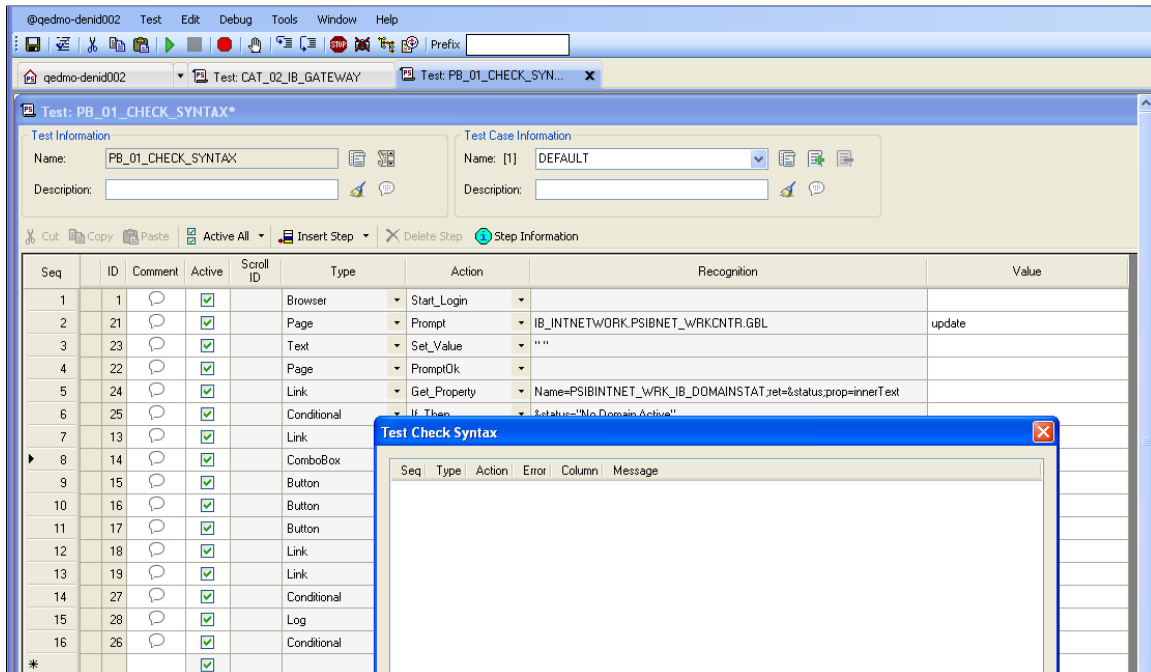 @qedmo-denid002 Test Edit Debug Tools Window Help
STOP Prefix
PS qedmo-denid002 PS Test: CAT_02_IB_GATEWAY PS Test: PB_01_CHECK_SYN... X
PS Test: PB_01_CHECK_SYNTAX*
Test Information Test Case Information
Name: PB_01_CHECK_SYNTAX Name: [1] DEFAULT
Description: Description:
Cut Copy Paste Active All Insert Step Delete Step Step Information
Seq ID Comment Active Scroll ID Type Action Recognition Value
1 1 Browser Start_Login
2 21 Page Prompt IB_INTNETWORK.PSIBNET_WRKCNTR.GBL update
3 23 Text Set_Value " "
4 22 Page PromptOk
5 24 Link Get_Property Name=PSIBINTNET_WRK_IB_DOMAINSTAT;ret=&status;prop=innerText
6 25 Conditional If_Then &status="No Domain Active"
7 13 Link
8 14 ComboBox
9 15 Button
10 16 Button
11 17 Button
12 18 Link
13 19 Link
14 27 Conditional
15 28 Log
16 26 Conditional
*
Test Check Syntax
Seq Type Action Error Column Message